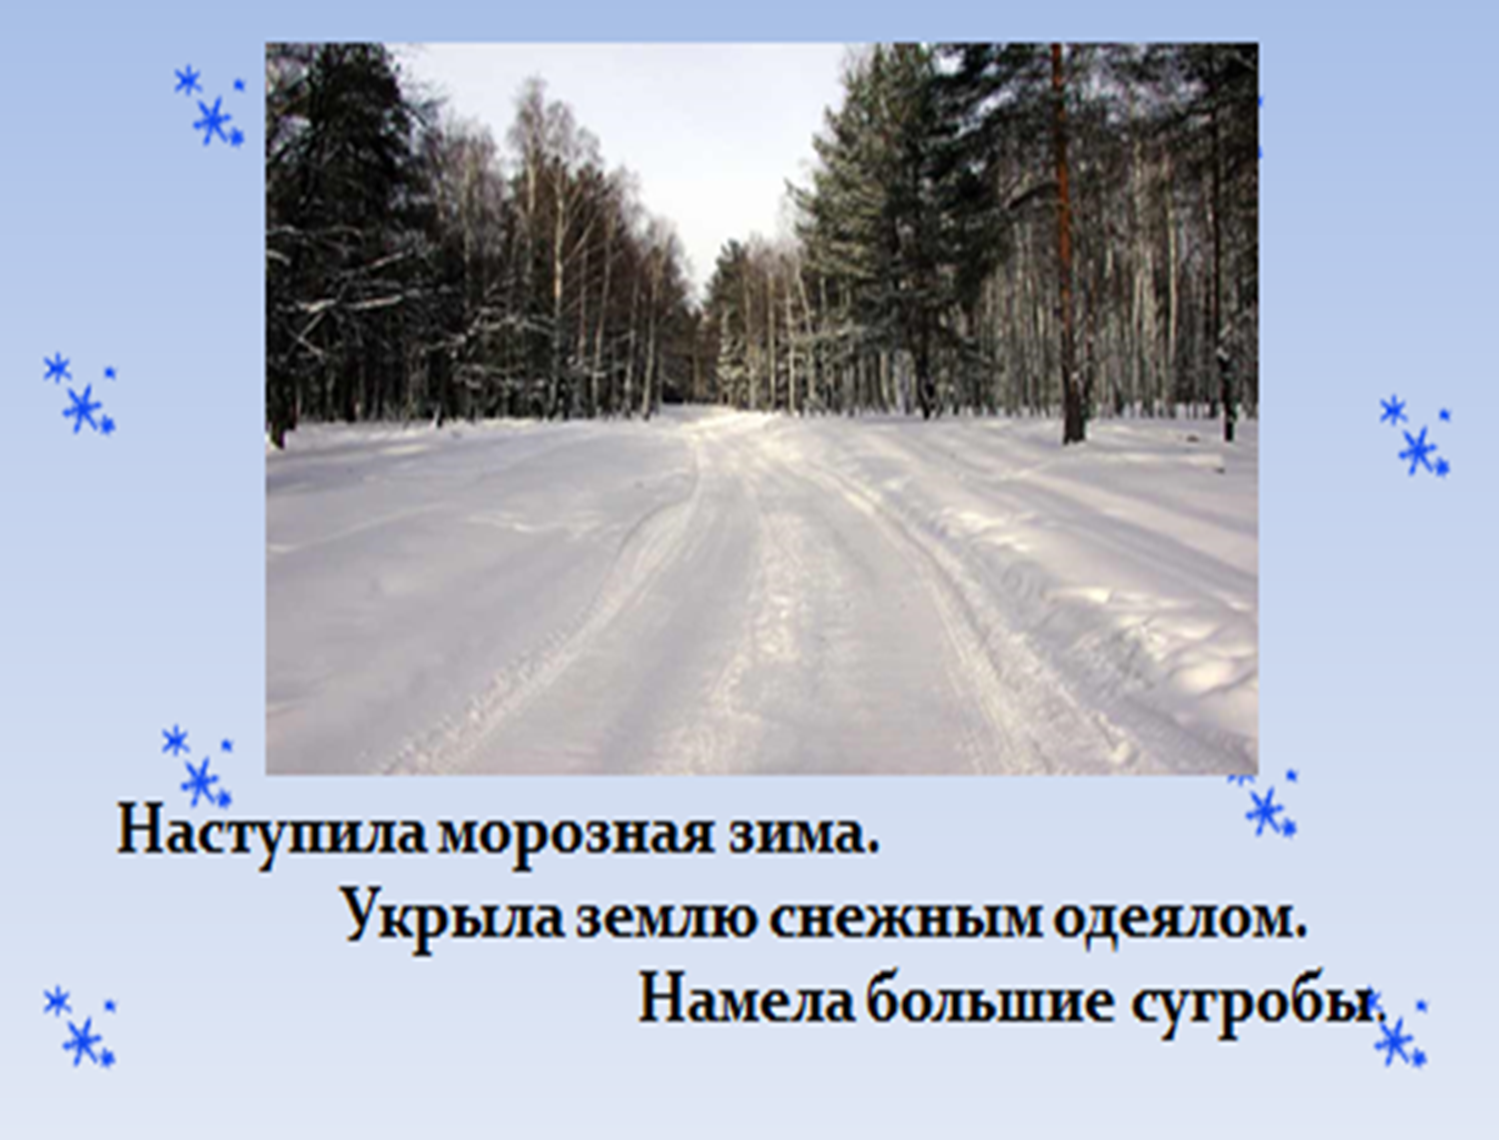 Наступила морозная зима.
Укрыла землю снежным одеялом.
Намела большие сугробы.